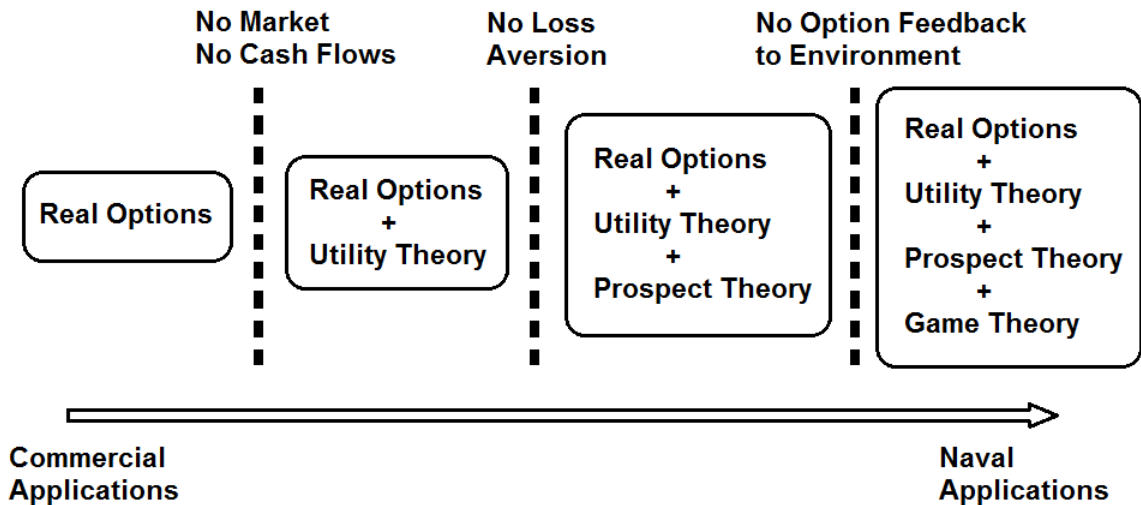 No Market
No Cash Flows
No Loss
Aversion
No Option Feedback
to Environment
Real Options
Real Options
+
Utility Theory
Real Options
+
Utility Theory
+
Prospect Theory
Real Options
+
Utility Theory
+
Prospect Theory
+
Game Theory
Commercial
Applications
Naval
Applications